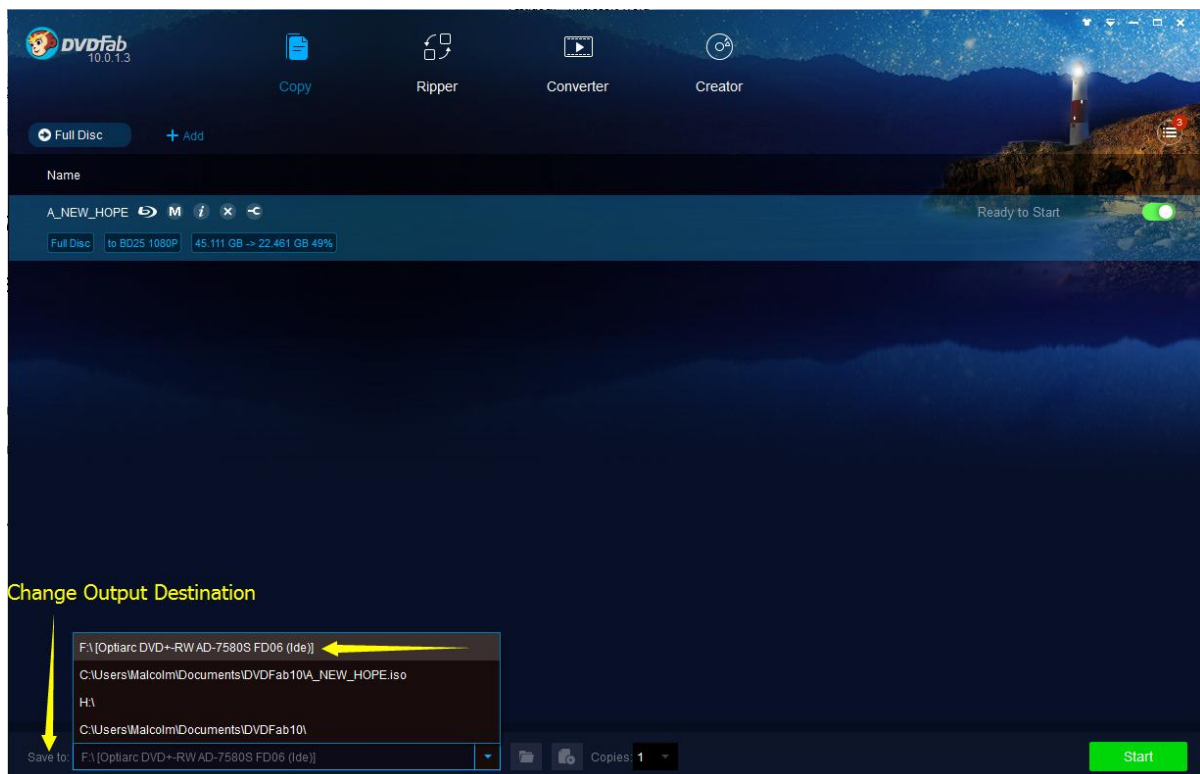 DVDFab
10.0.1.3
Copy
Ripper
Converter
Creator
Full Disc
+ Add
3
Name
A_NEW_HOPE M i x
Ready to Start
Full Disc to BD25 1080P 45.111 GB -> 22.461 GB 49%
Change Output Destination
F:\ [Optiarc DVD+-RW AD-7580S FD06 (Ide)]
C:\Users\Malcolm\Documents\DVDFab10\A_NEW_HOPE.iso
H:\
C:\Users\Malcolm\Documents\DVDFab10\
Save to: F:\ [Optiarc DVD+-RW AD-7580S FD06 (Ide)] Copies: 1 Start